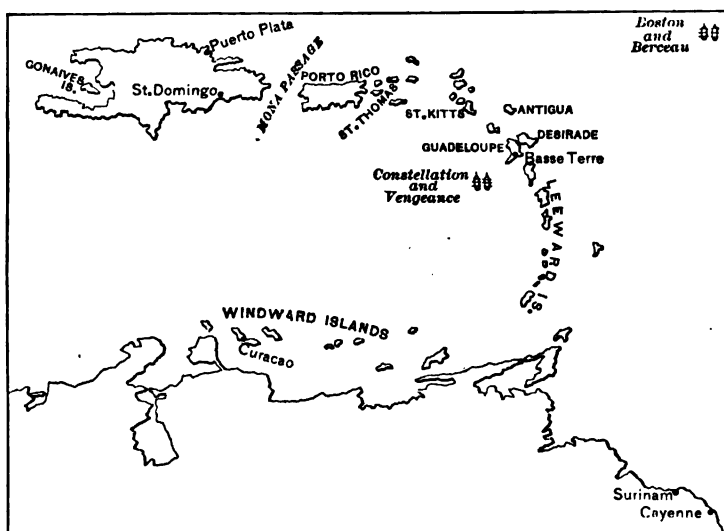 Boston
and
Berceau
Puerto Plata
GONAIVES
IS.
St. Domingo
MONA PASSAGE
PORTO RICO
ST. THOMAS
ST. KITTS
ANTIGUA
DESIRADE
GUADELOUPE
Basse Terre
Constellation
and
Vengeance
LEEWARD IS.
WINDWARD ISLANDS
Curacao
Surinam
Cayenne